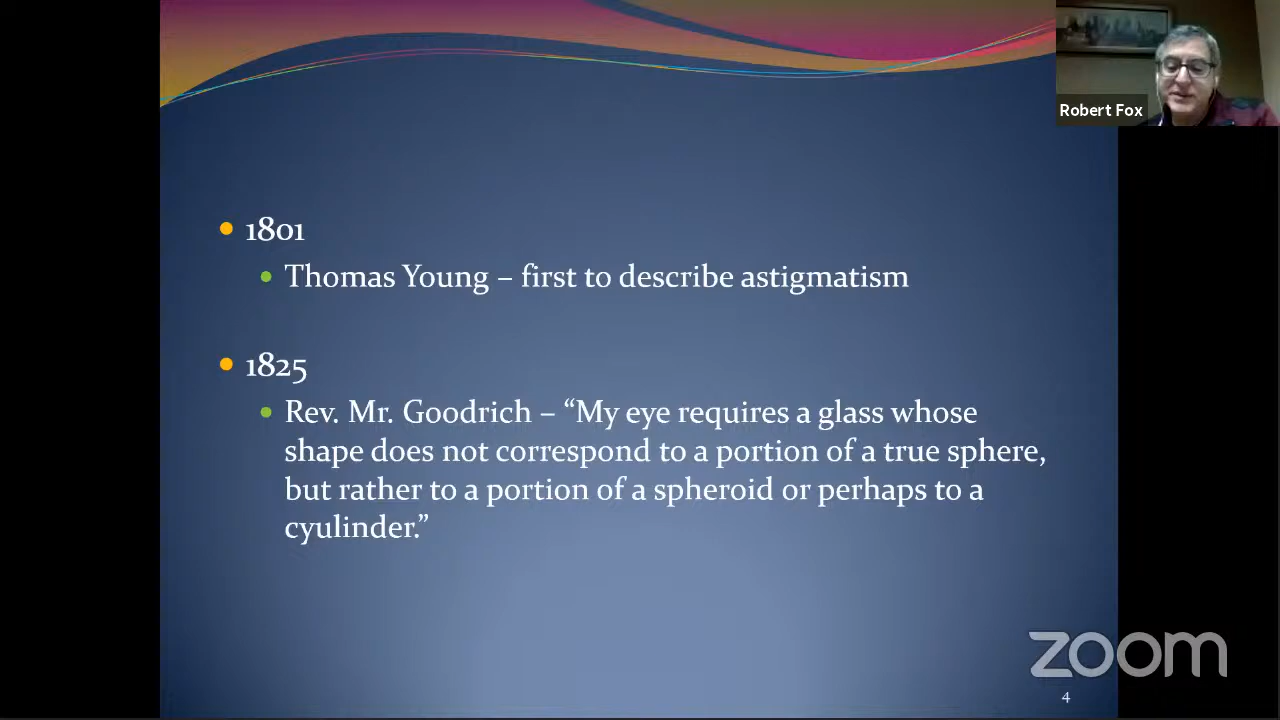 Robert Fox
1801
Thomas Young – first to describe astigmatism
1825
Rev. Mr. Goodrich – “My eye requires a glass whose
shape does not correspond to a portion of a true sphere,
but rather to a portion of a spheroid or perhaps to a
cyulinder.”
zoom
4